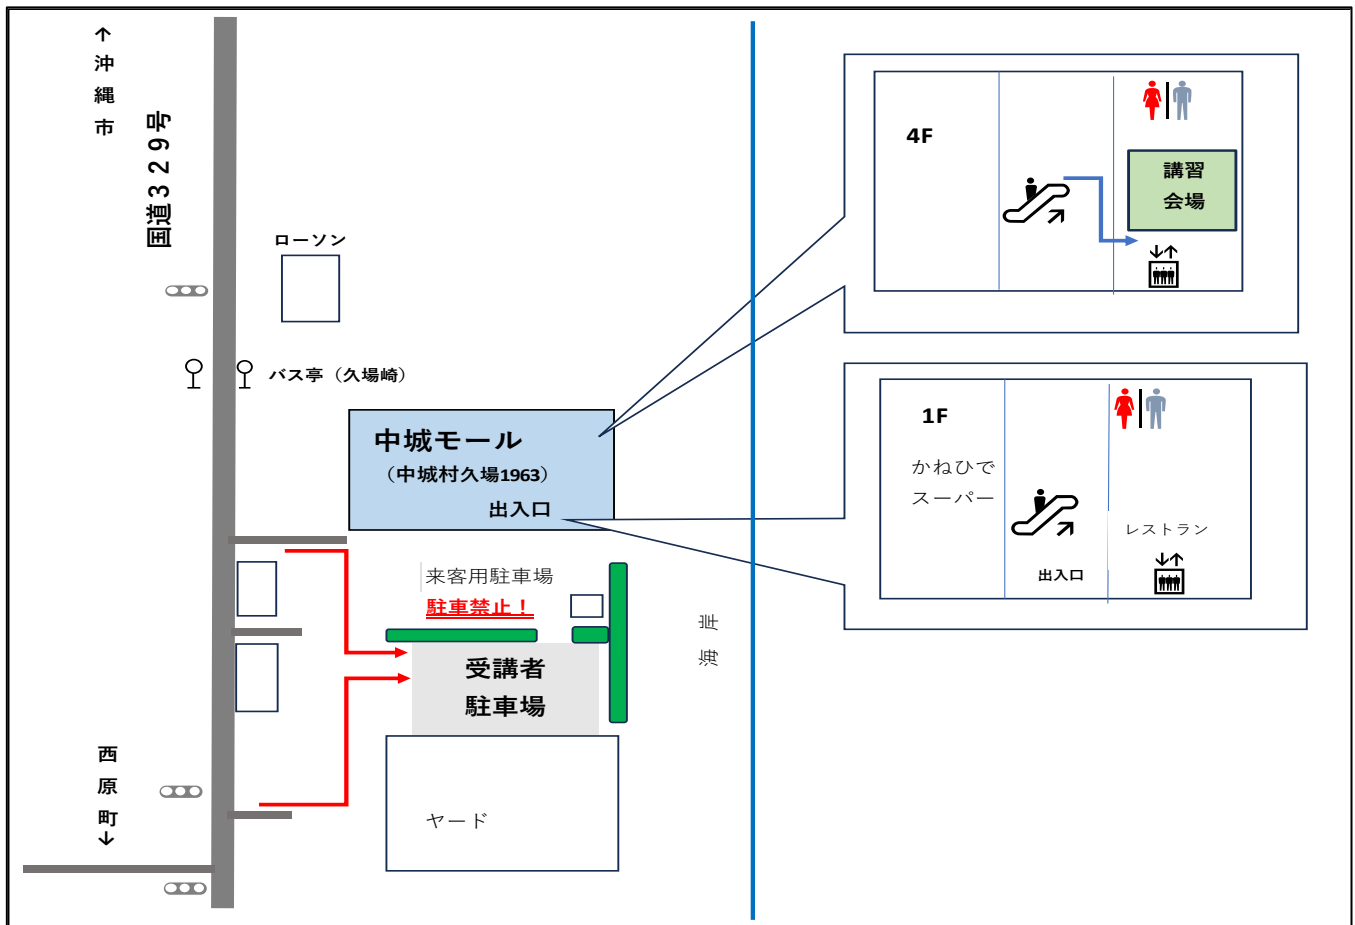 ↑沖縄市
国道329号
ローソン
バス亭（久場崎）
中城モール
（中城村久場1963）
出入口
来客用駐車場
駐車禁止！
受講者
駐車場
ヤード
西原町↓
海岸
4F
講習
会場
↓↑
1F
かねひで
スーパー
レストラン
出入口
↓↑